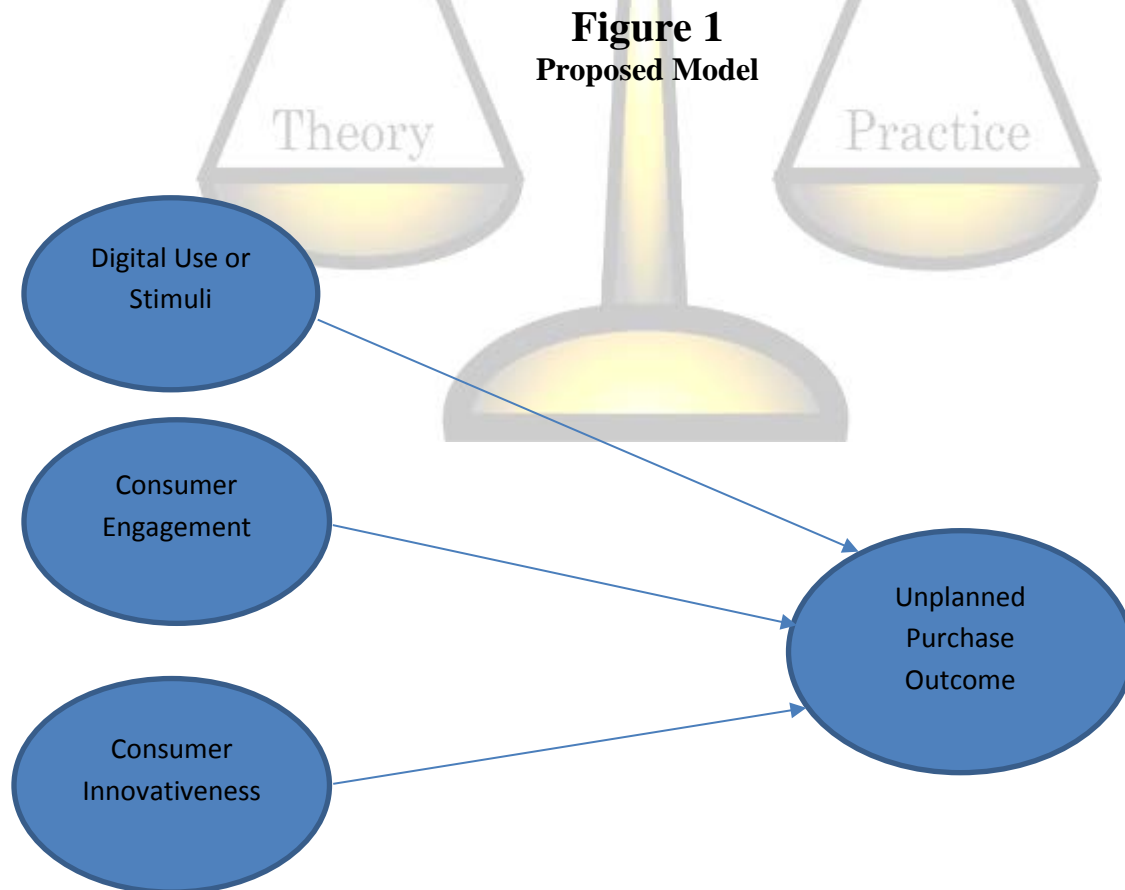 Figure 1
Proposed Model
Theory
Practice
Digital Use or
Stimuli
Consumer
Engagement
Unplanned
Purchase
Outcome
Consumer
Innovativeness